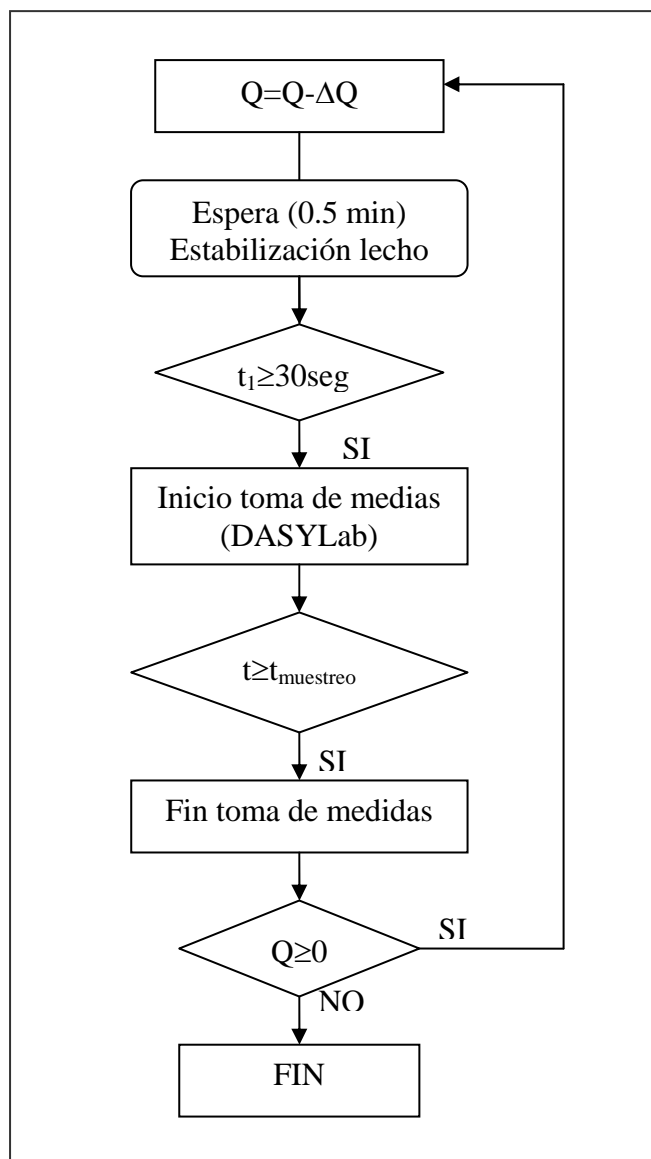 Q=Q-ΔQ
Espera (0.5 min)
Estabilización lecho
t₁≥30seg
SI
Inicio toma de medias
(DASYLab)
t≥tmuestreo
SI
Fin toma de medidas
Q≥0
SI
NO
FIN